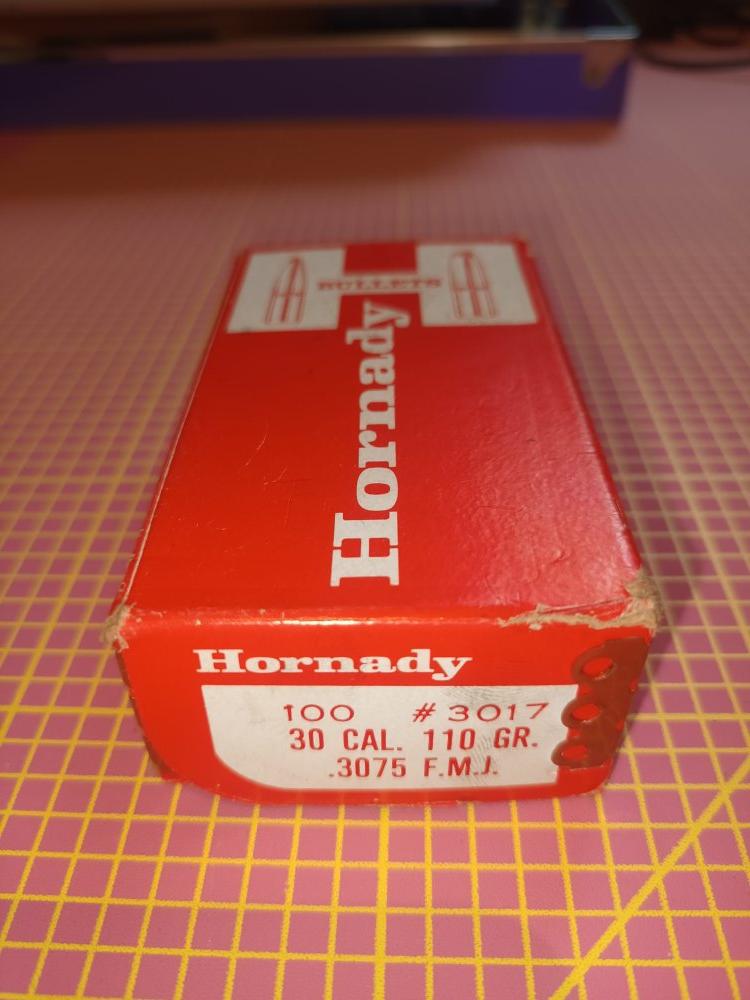 BULLETS
Hornady
Hornady
100 #3017
30 CAL. 110 GR.
.3075 F.M.J.